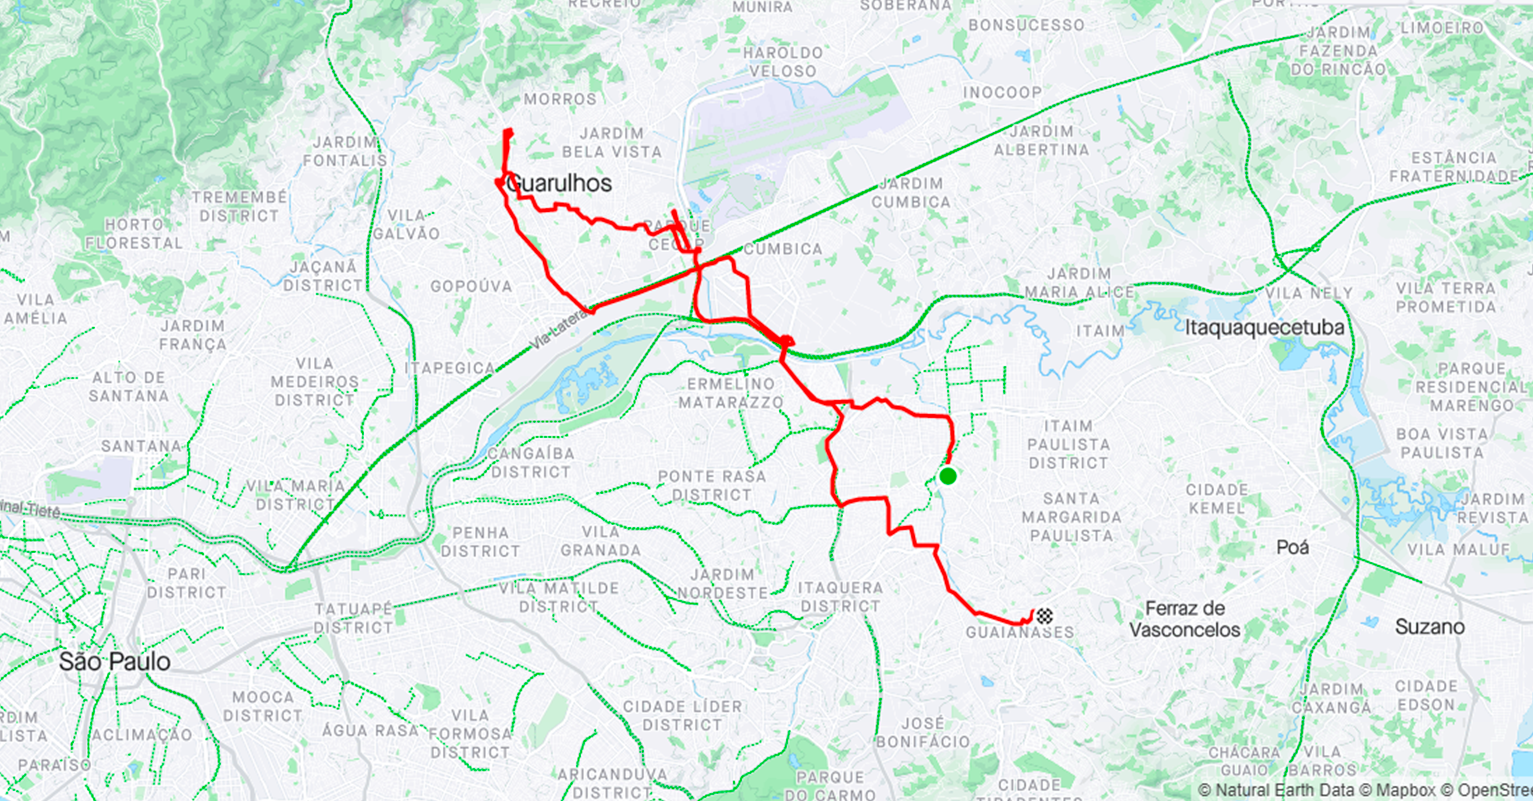 RECREIO
MUNIRA
SOBERANA
BONSUCESSO
JARDIM
FAZENDA
DO RINCÃO
LIMOEIRO
HAROLDO
VELOSO
MORROS
INOCOOP
JARDIM
BELA VISTA
JARDIM
ALBERTINA
JARDIM
FONTALIS
ESTÂNCIA
FRATERNIDADE
Guarulhos
TREMEMBÉ
DISTRICT
JARDIM
CUMBICA
HORTO
FLORESTAL
VILA
GALVÃO
PARQUE
CECAP
CUMBICA
JAÇANÃ
DISTRICT
GOPOÚVA
JARDIM
MARIA ALICE
VILA NELY
VILA TERRA
PROMETIDA
VILA
AMÉLIA
JARDIM
FRANÇA
Via-Lateral
ITAIM
Itaquaquecetuba
VILA
MEDEIROS
DISTRICT
ITAPEGICA
ALTO DE
SANTANA
ERMELINO
MATARAZZO
PARQUE
RESIDENCIAL
MARENGO
SANTANA
CANGAÍBA
DISTRICT
ITAIM
PAULISTA
DISTRICT
BOA VISTA
PAULISTA
VILA MARIA
DISTRICT
PONTE RASA
DISTRICT
SANTA
MARGARIDA
PAULISTA
CIDADE
KEMEL
JARDIM
REVISTA
inal-Tietê
PENHA
DISTRICT
VILA
GRANADA
Poá
VILA MALUF
PARI
DISTRICT
VILA MATILDE
DISTRICT
JARDIM
NORDESTE
ITAQUERA
DISTRICT
TATUAPÉ
DISTRICT
GUAIANASES
Ferraz de
Vasconcelos
Suzano
São Paulo
MOOCA
DISTRICT
CIDADE LÍDER
DISTRICT
JARDIM
CAXANGÁ
CIDADE
EDSON
RDIM
LISTA
ACLIMAÇÃO
ÁGUA RASA
VILA
FORMOSA
DISTRICT
JOSÉ
BONIFÁCIO
PARAÍSO
ARICANDUVA
DISTRICT
PARQUE
DO CARMO
CIDADE
TIRADENTES
CHÁCARA
GUAIO
VILA
BARROS
© Natural Earth Data © Mapbox © OpenStre